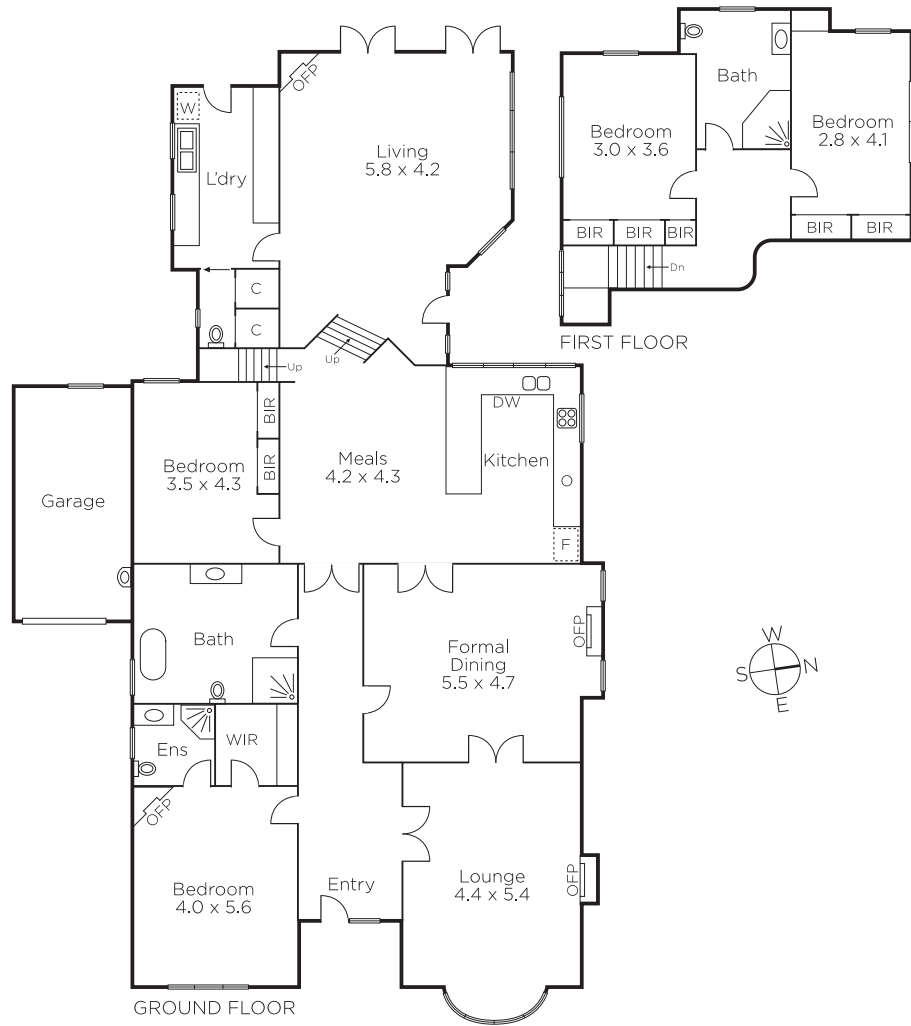 OFP
W
L'dry
Living
5.8 x 4.2
C
C
Up
Up
BIR
BIR
Bedroom
3.5 x 4.3
Garage
Meals
4.2 x 4.3
DW
Kitchen
F
Bath
Formal
Dining
5.5 x 4.7
OFP
Ens
WIR
OFP
Bedroom
4.0 x 5.6
Entry
Lounge
4.4 x 5.4
OFP
GROUND FLOOR
Bath
Bedroom
3.0 x 3.6
Bedroom
2.8 x 4.1
BIR
BIR
BIR
BIR
BIR
Dn
FIRST FLOOR
W
S
N
E